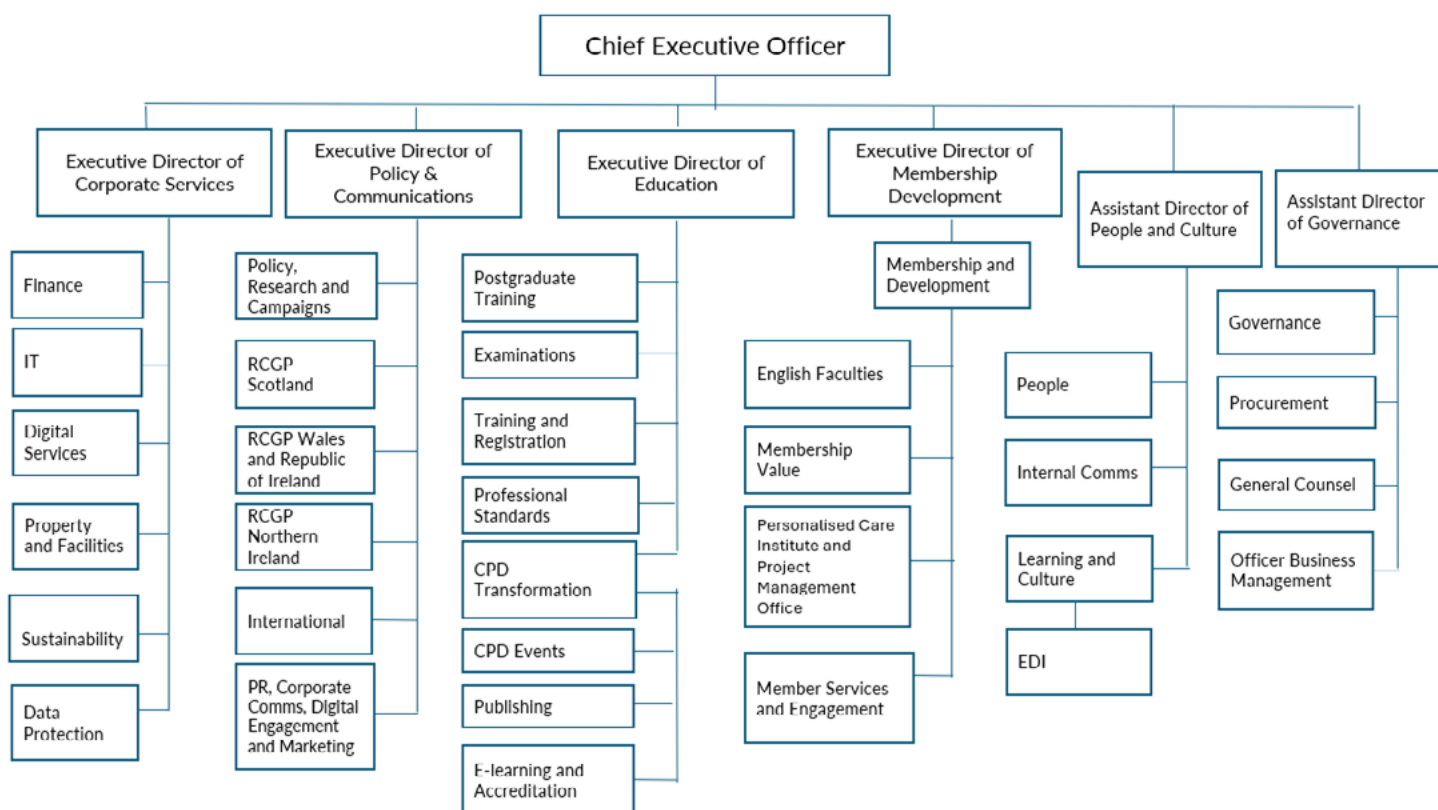 Chief Executive Officer
Executive Director of
Corporate Services
Executive Director of
Policy &
Communications
Executive Director of
Education
Executive Director of
Membership
Development
Assistant Director of
People and Culture
Assistant Director
of Governance
Finance
IT
Digital
Services
Property
and Facilities
Sustainability
Data
Protection
Policy,
Research and
Campaigns
RCGP
Scotland
RCGP Wales
and Republic
of Ireland
RCGP
Northern
Ireland
International
PR, Corporate
Comms, Digital
Engagement
and Marketing
Postgraduate
Training
Examinations
Training and
Registration
Professional
Standards
CPD
Transformation
CPD Events
Publishing
E-learning and
Accreditation
Membership and
Development
English Faculties
Membership
Value
Personalised Care
Institute and
Project
Management
Office
Member Services
and Engagement
People
Internal Comms
Learning and
Culture
EDI
Governance
Procurement
General Counsel
Officer Business
Management